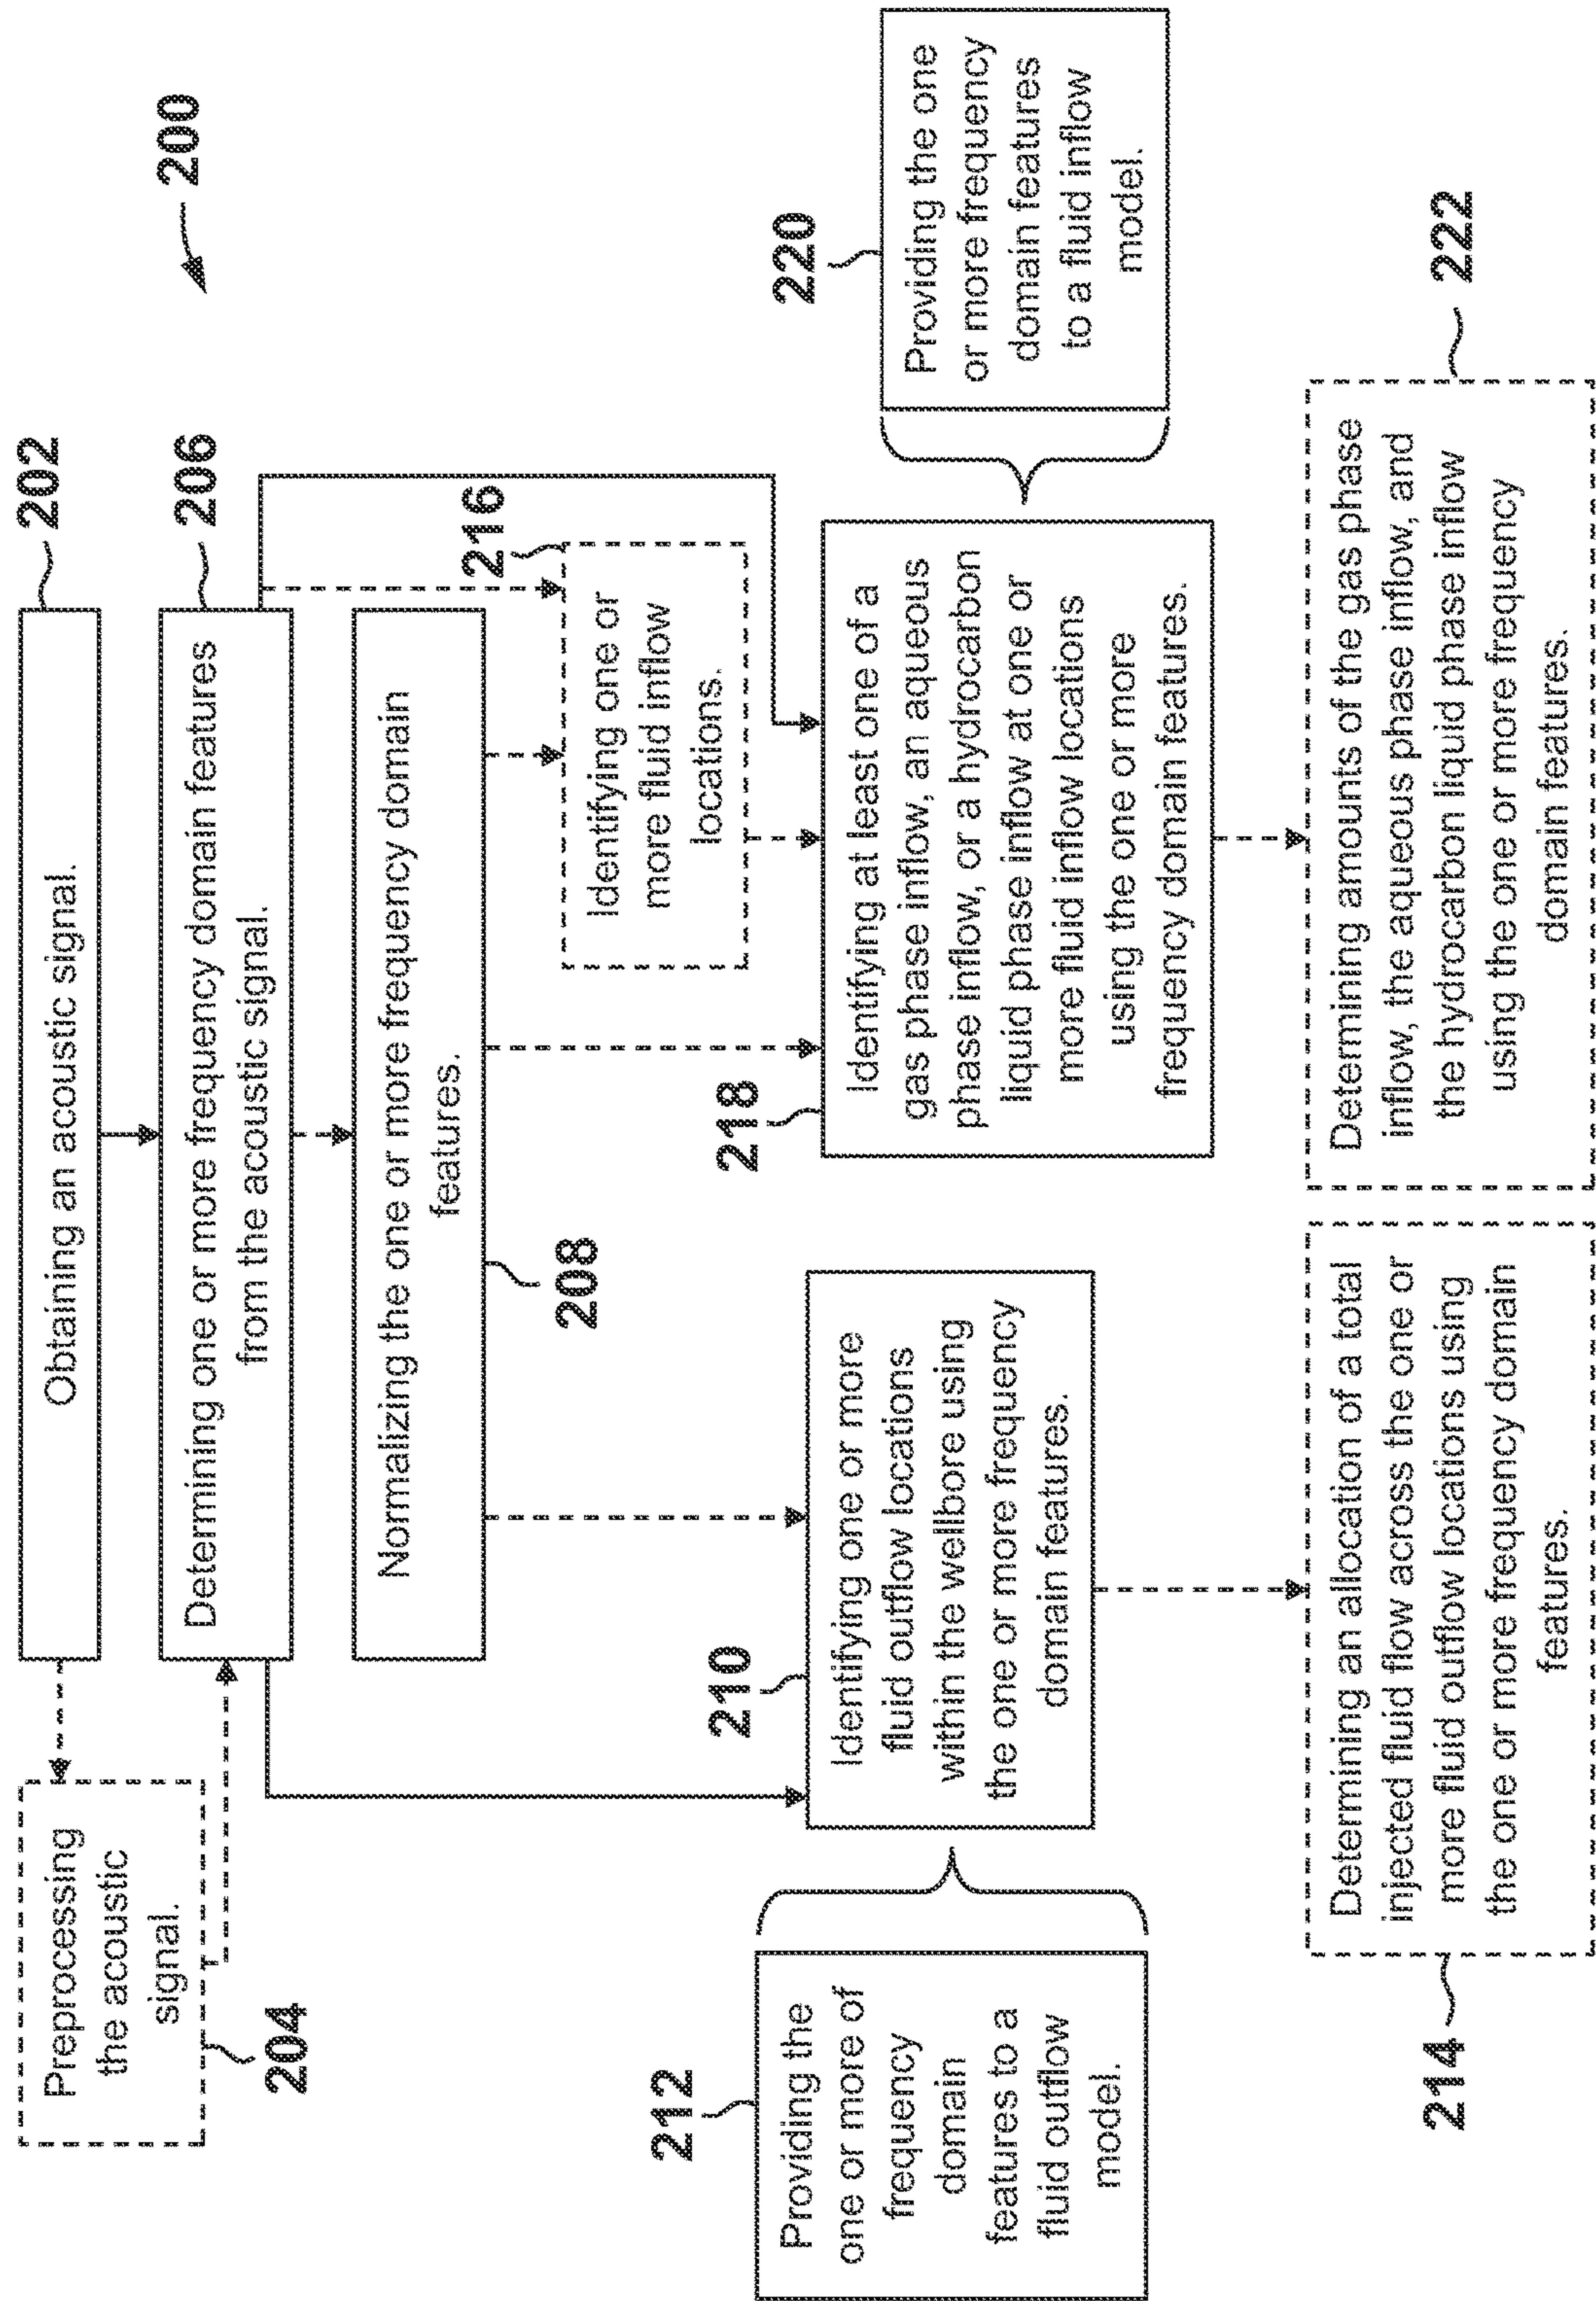 200
Obtaining an acoustic signal.
202
Preprocessing
the acoustic
signal.
204
Determining one or more frequency domain features
from the acoustic signal.
206
Normalizing the one or more frequency domain
features.
208
Identifying one or more
fluid outflow locations
within the wellbore using
the one or more frequency
domain features.
210
Providing the
one or more of
frequency
domain
features to a
fluid outflow
model.
212
Determining an allocation of a total
injected fluid flow across the one or
more fluid outflow locations using
the one or more frequency domain
features.
214
Identifying one or
more fluid inflow
locations.
216
Identifying at least one of a
gas phase inflow, an aqueous
phase inflow, or a hydrocarbon
liquid phase inflow at one or
more fluid inflow locations
using the one or more
frequency domain features.
218
Providing the one
or more frequency
domain features
to a fluid inflow
model.
220
Determining amounts of the gas phase
inflow, the aqueous phase inflow, and
the hydrocarbon liquid phase inflow
using the one or more frequency
domain features.
222